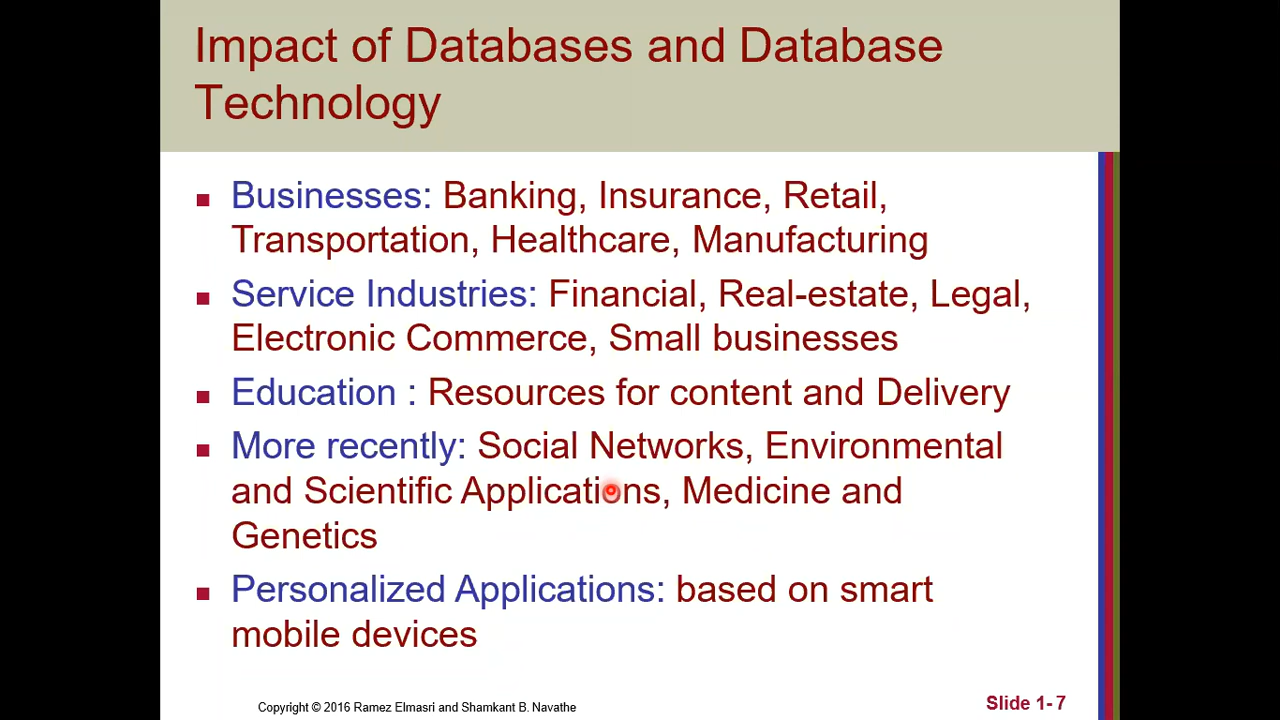 Impact of Databases and Database
Technology
Businesses: Banking, Insurance, Retail,
Transportation, Healthcare, Manufacturing
Service Industries: Financial, Real-estate, Legal,
Electronic Commerce, Small businesses
Education : Resources for content and Delivery
More recently: Social Networks, Environmental
and Scientific Applications, Medicine and
Genetics
Personalized Applications: based on smart
mobile devices
Copyright © 2016 Ramez Elmasri and Shamkant B. Navathe
Slide 1- 7